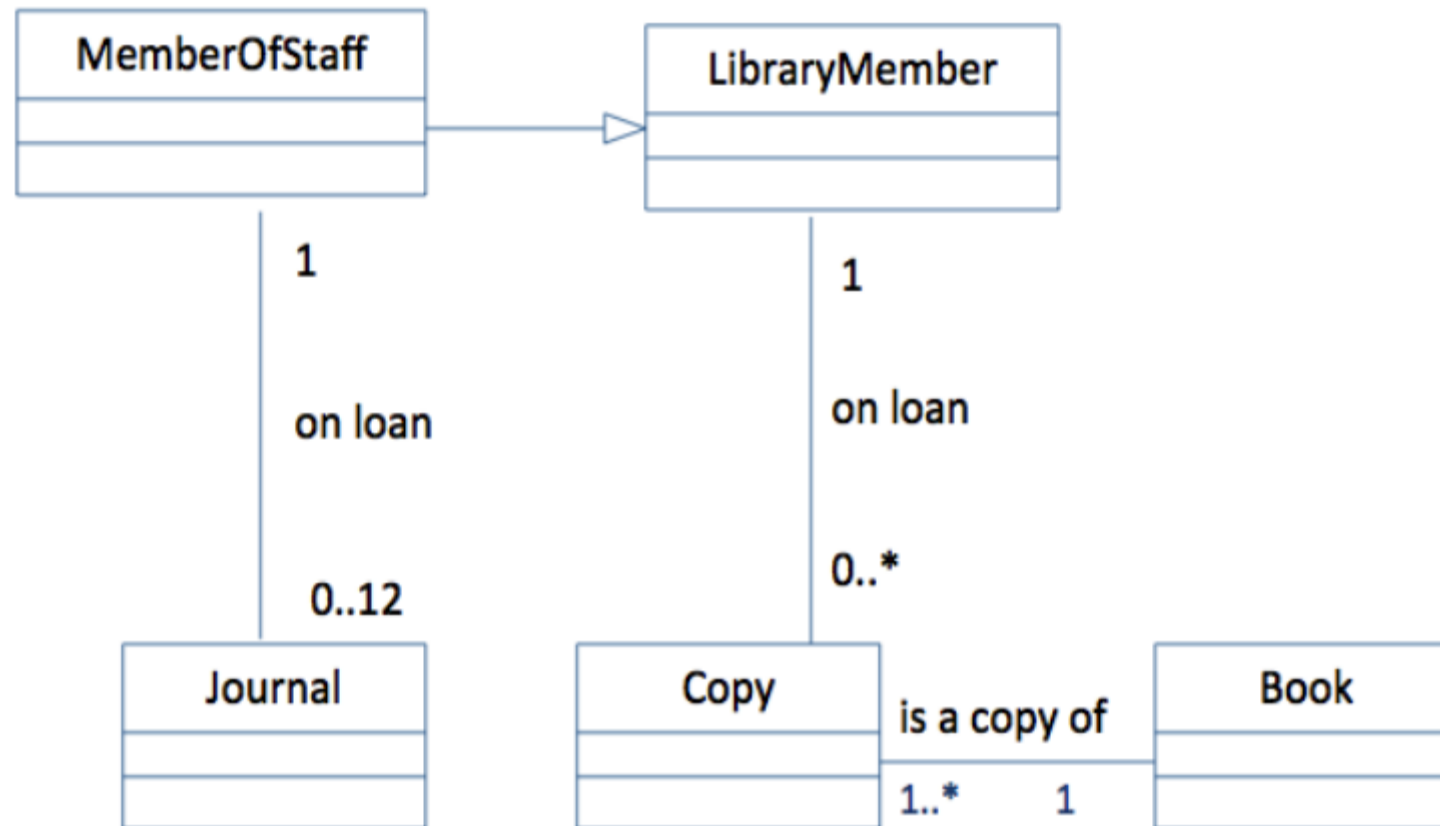 MemberOfStaff
LibraryMember
1
1
on loan
on loan
0..12
0..*
Journal
Copy
is a copy of
Book
1..*
1